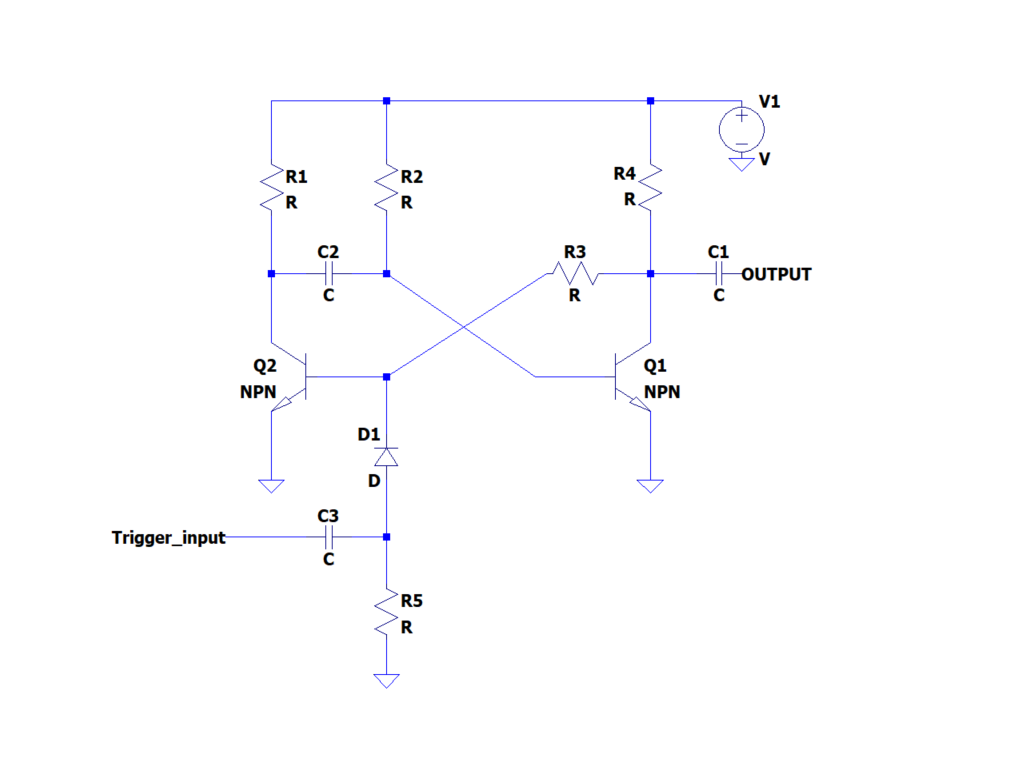 V1
V
R1
R
R2
R
R4
R
C2
C
R3
R
C1
C
OUTPUT
Q2
NPN
Q1
NPN
D1
D
C3
C
Trigger_input
R5
R